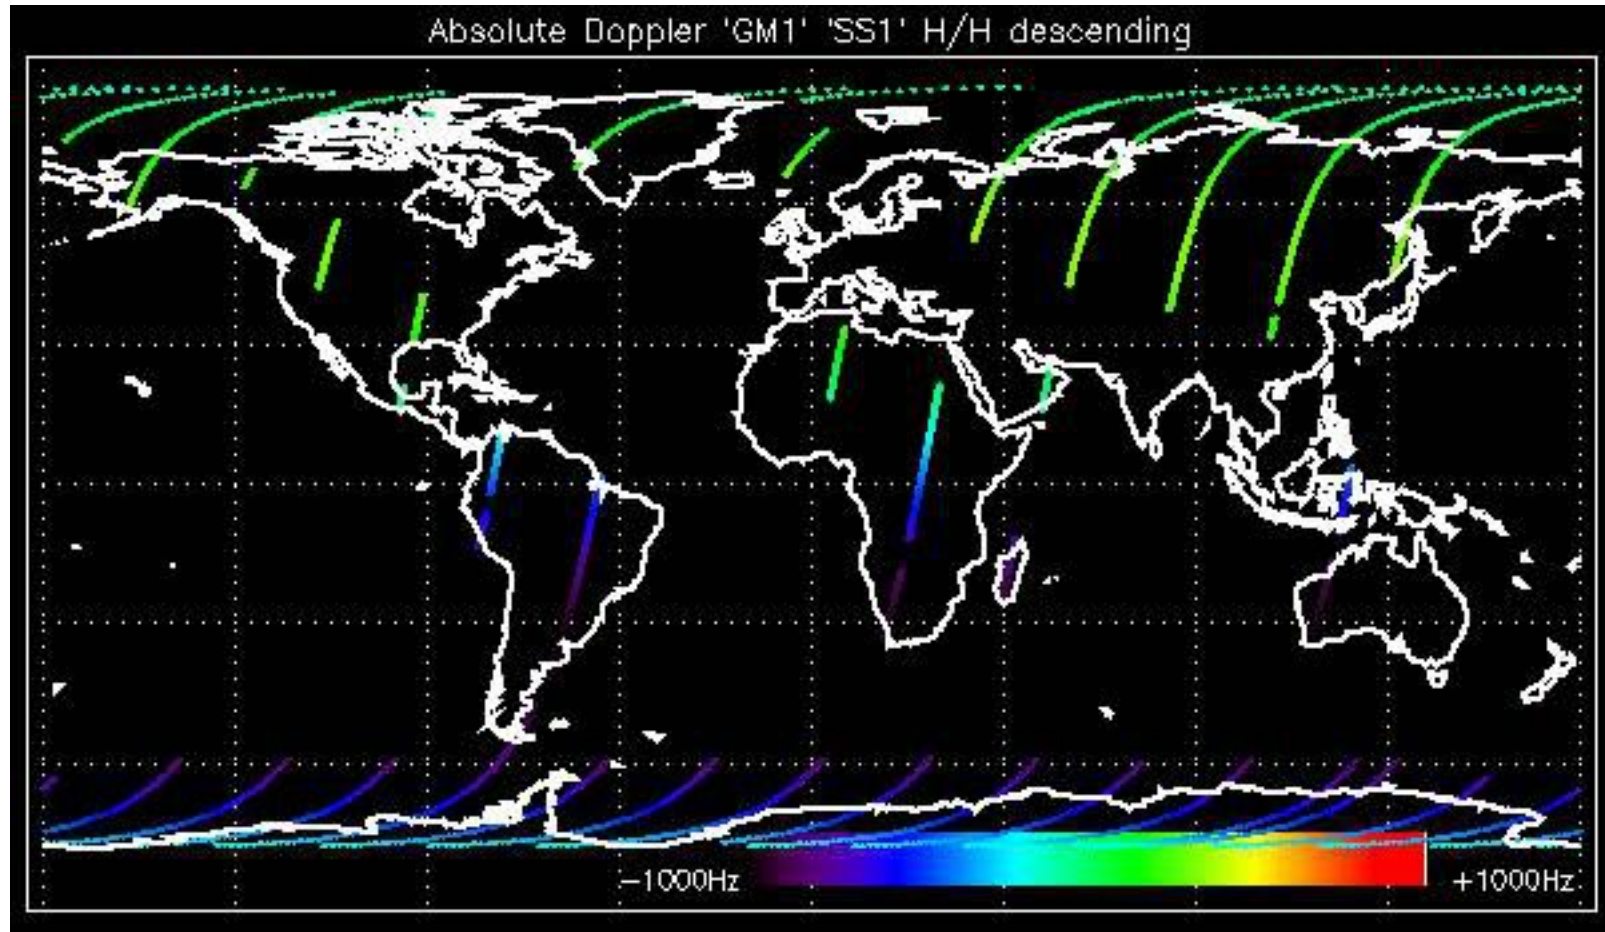 Absolute Doppler 'GM1' 'SS1' H/H descending
−1000Hz
+1000Hz